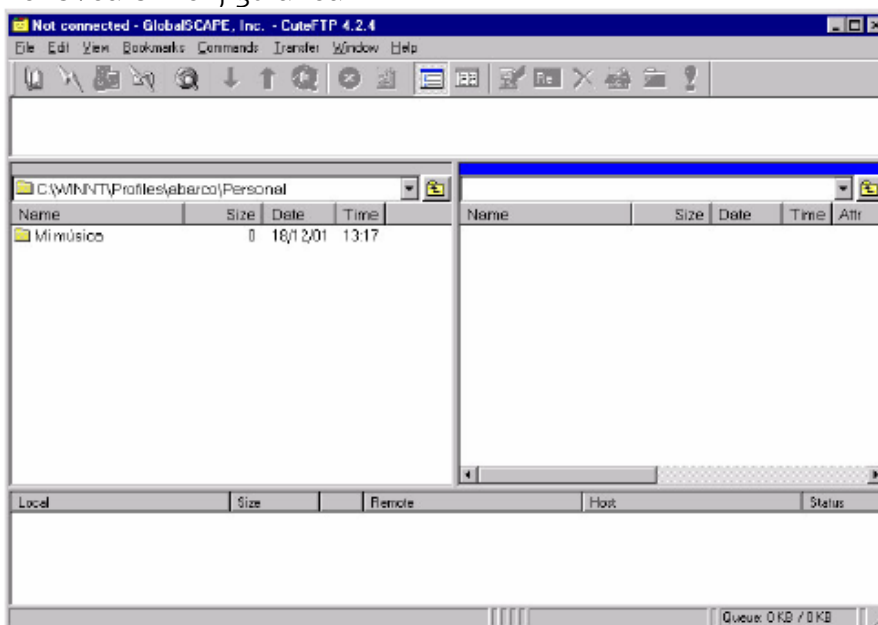 Not connected - GlobalSCAPE, Inc. - CuteFTP 4.2.4
File Edit View Bookmarks Commands Transfer Window Help
C:\WINNT\Profiles\abarco\Personal
Name Size Date Time Name Size Date Time Attr
Mi música 0 18/12/01 13:17
Local Size Remote Host Status
Queue: 0 KB / 0 KB